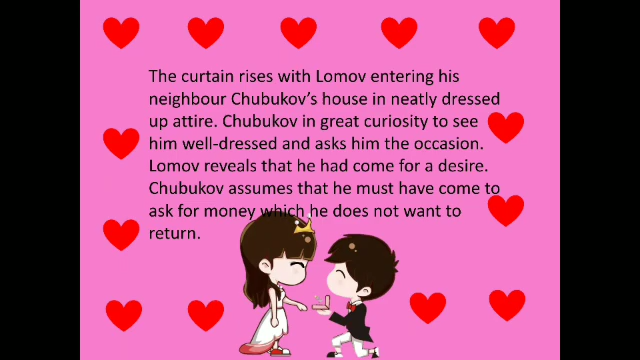 The curtain rises with Lomov entering his
neighbour Chubukov’s house in neatly dressed
up attire. Chubukov in great curiosity to see
him well-dressed and asks him the occasion.
Lomov reveals that he had come for a desire.
Chubukov assumes that he must have come to
ask for money which he does not want to
return.